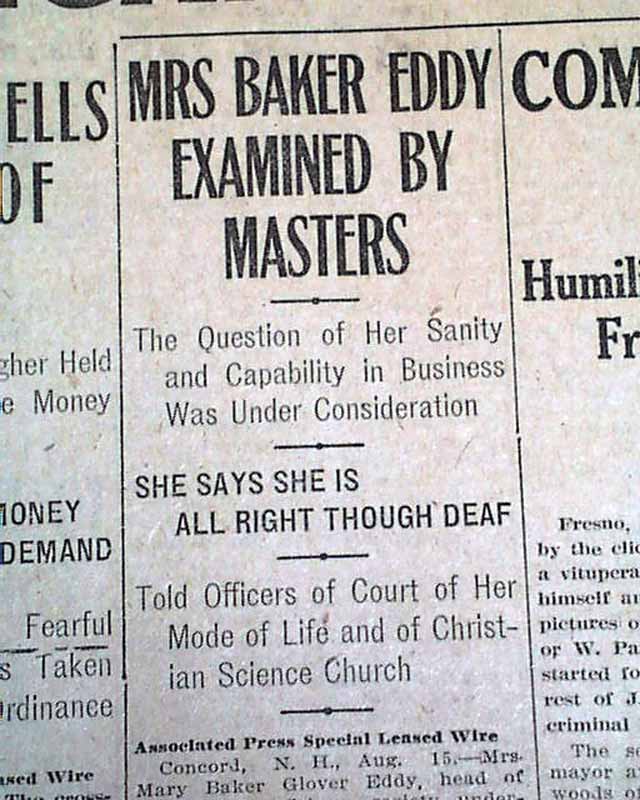 ELLS
OF
gher Held
e Money
MONEY
DEMAND
Fearful
s Taken
Ordinance
ased Wire
MRS BAKER EDDY
EXAMINED BY
MASTERS
The Question of Her Sanity
and Capability in Business
Was Under Consideration
SHE SAYS SHE IS
ALL RIGHT THOUGH DEAF
Told Officers of Court of Her
Mode of Life and of Christ-
ian Science Church
Associated Press Special Leased Wire
Concord, N. H., Aug. 15.—Mrs.
Mary Baker Glover Eddy, head of
COM
Humil
Fr
Fresno,
by the clic
a vitupera
himself an
pictures o
or W. Pa
started fo
rest of J.
criminal
The se
mayor a
woods o